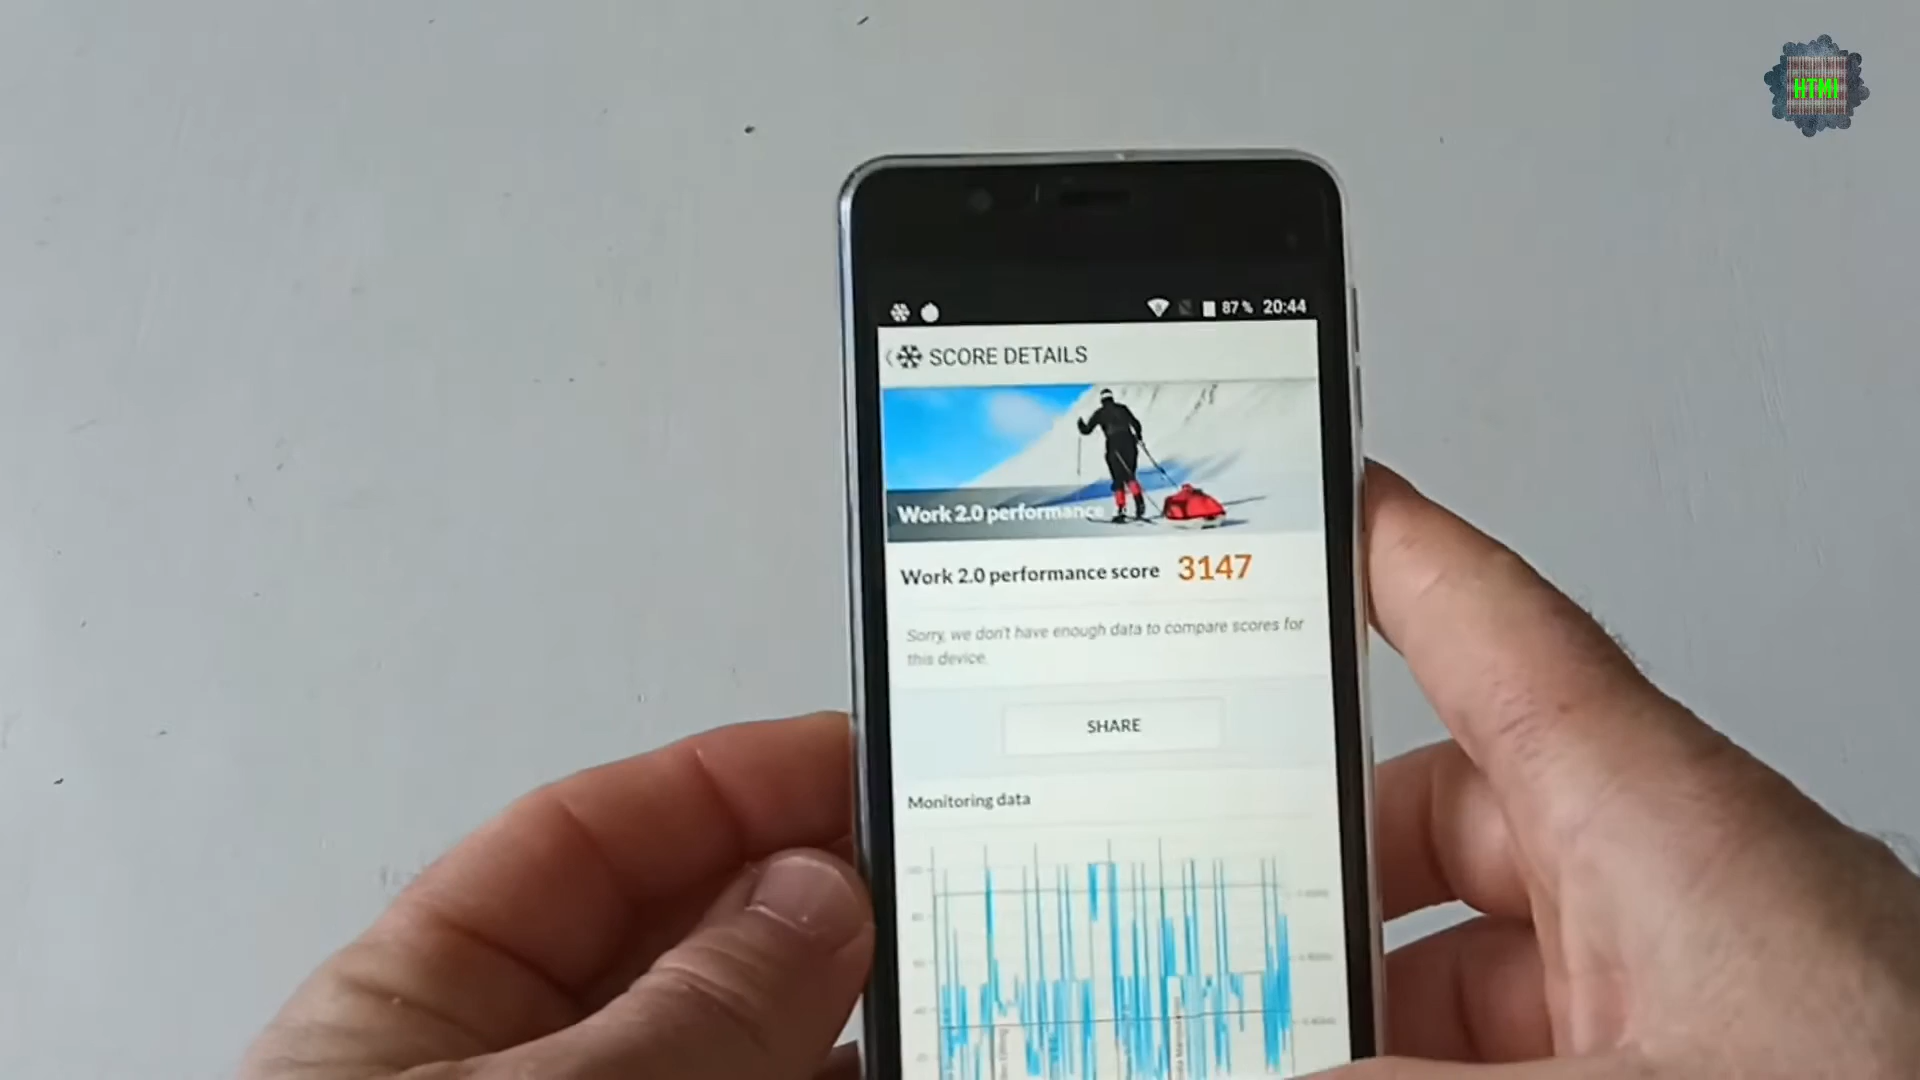 HTMI
87 % 20:44
SCORE DETAILS
Work 2.0 performance
Work 2.0 performance score 3147
Sorry, we don't have enough data to compare scores for
this device.
SHARE
Monitoring data